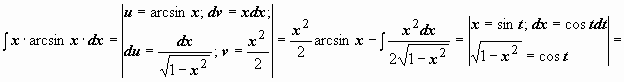 ∫x·arcsin x·dx = |u = arcsin x; dv = xdx; du = dx/√(1−x²); v = x²/2| = x²/2 arcsin x − ∫x²dx/(2√(1−x²)) = |x = sin t; dx = cos tdt √(1−x²) = cos t| =